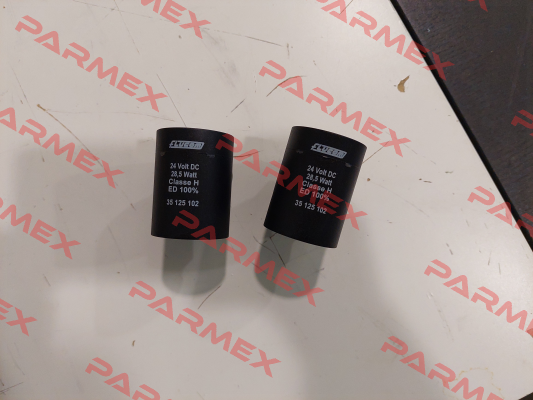 24 Volt DC
28,5 Watt
Classe H
ED 100%
35 125 102
24 Volt DC
28,5 Watt
Classe H
ED 100%
35 125 102
PARMEX
PARMEX
PARMEX
PARMEX
PARMEX
PARMEX
PARMEX
PARMEX
PARMEX